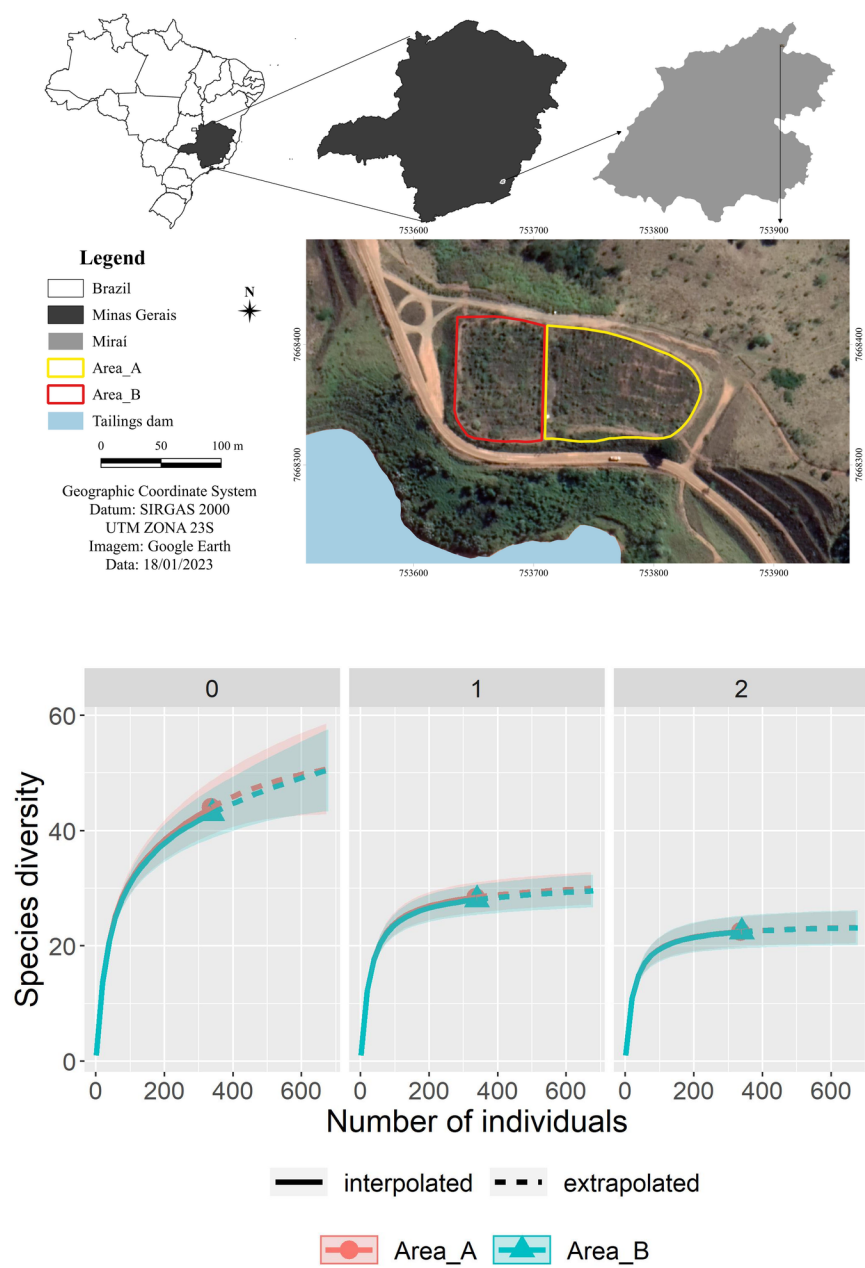 753600 753700 753800 753900
Legend
Brazil
Minas Gerais
Miraí
Area_A
Area_B
Tailings dam
N
0 50 100 m
Geographic Coordinate System
Datum: SIRGAS 2000
UTM ZONA 23S
Imagem: Google Earth
Data: 18/01/2023
7668400
7668300
7668400
7668300
753600 753700 753800 753900
0 1 2
Species diversity
60
40
20
0
0 200 400 600 0 200 400 600 0 200 400 600
Number of individuals
interpolated extrapolated
Area_A Area_B